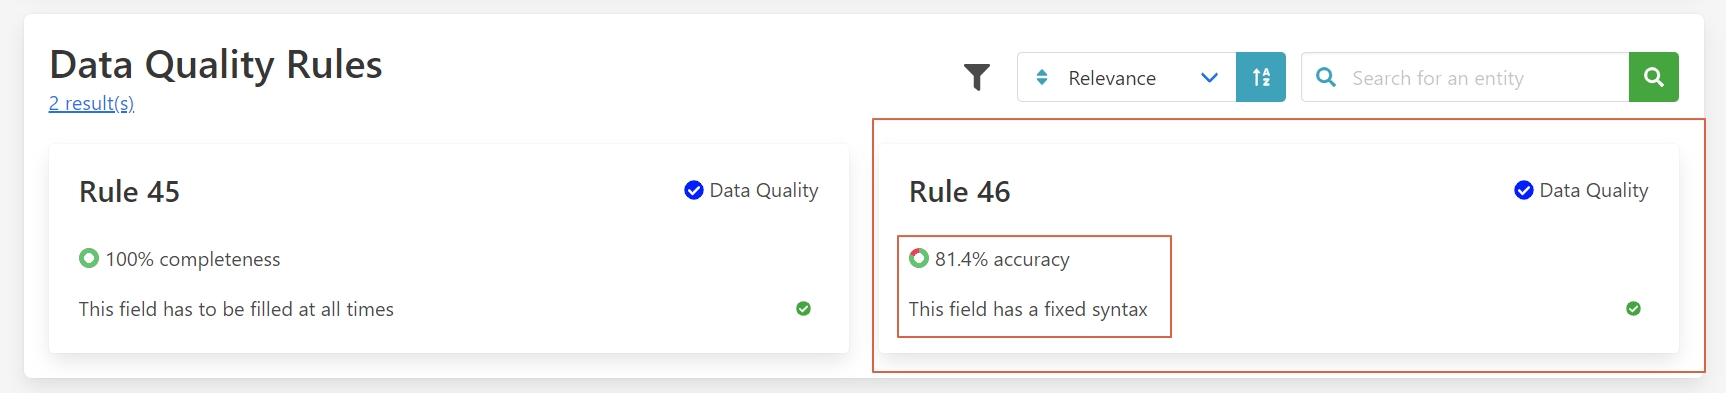 Data Quality Rules
2 result(s)
Relevance
Search for an entity
Rule 45
Data Quality
100% completeness
This field has to be filled at all times
Rule 46
Data Quality
81.4% accuracy
This field has a fixed syntax